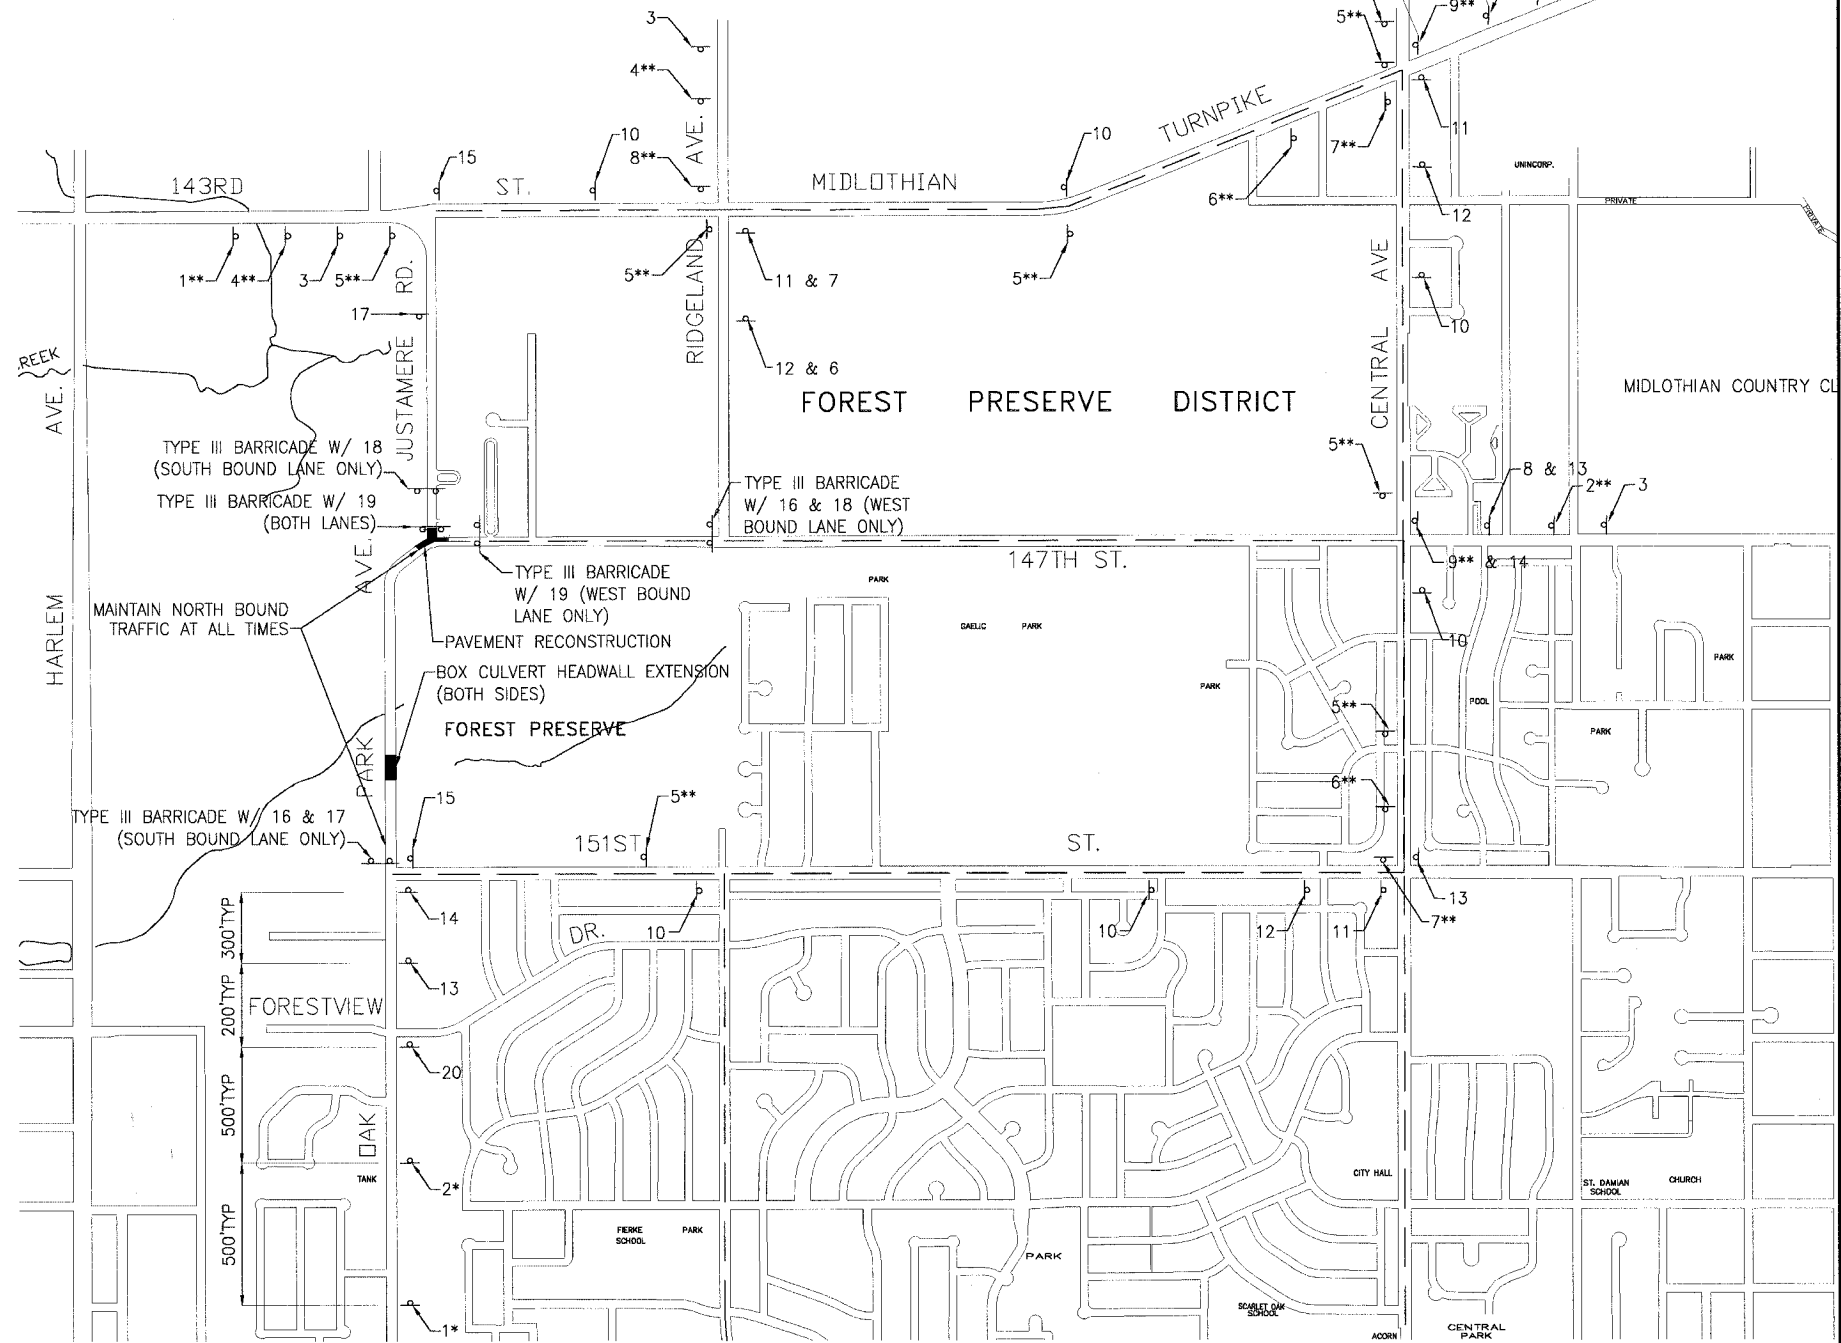 3
5**
9**
4**
TURNPIKE
11
15
10
8**
AVE.
10
7**
UNINCORP.
143RD
ST.
MIDLOTHIAN
6**
12
PRIVATE
PRIVATE
1**
4**
3
5**
RD.
5**
RIDGELAND
11 & 7
5**
CENTRAL AVE
10
17
JUSTAMERE
12 & 6
CREEK
AVE.
FOREST PRESERVE DISTRICT
MIDLOTHIAN COUNTRY CL
TYPE III BARRICADE W/ 18
(SOUTH BOUND LANE ONLY)
TYPE III BARRICADE W/ 19
(BOTH LANES)
TYPE III BARRICADE
W/ 16 & 18 (WEST
BOUND LANE ONLY)
5**
8 & 13
2**
3
AVE.
147TH ST.
9** & 14
TYPE III BARRICADE
W/ 19 (WEST BOUND
LANE ONLY)
PARK
HARLEM
MAINTAIN NORTH BOUND
TRAFFIC AT ALL TIMES
GAELIC PARK
10
PAVEMENT RECONSTRUCTION
PARK
BOX CULVERT HEADWALL EXTENSION
(BOTH SIDES)
PARK
POOL
5**
FOREST PRESERVE
PARK
PARK
6**
TYPE III BARRICADE W/ 16 & 17
(SOUTH BOUND LANE ONLY)
15
5**
151ST
ST.
13
7**
300'TYP
14
DR.
10
10
12
11
200'TYP
13
FORESTVIEW
20
500'TYP
OAK
TANK
2*
CITY HALL
ST. DAMIAN
SCHOOL
CHURCH
500'TYP
FIERKE
SCHOOL
PARK
PARK
SCARLET OAK
SCHOOL
1*
ACORN
CENTRAL
PARK